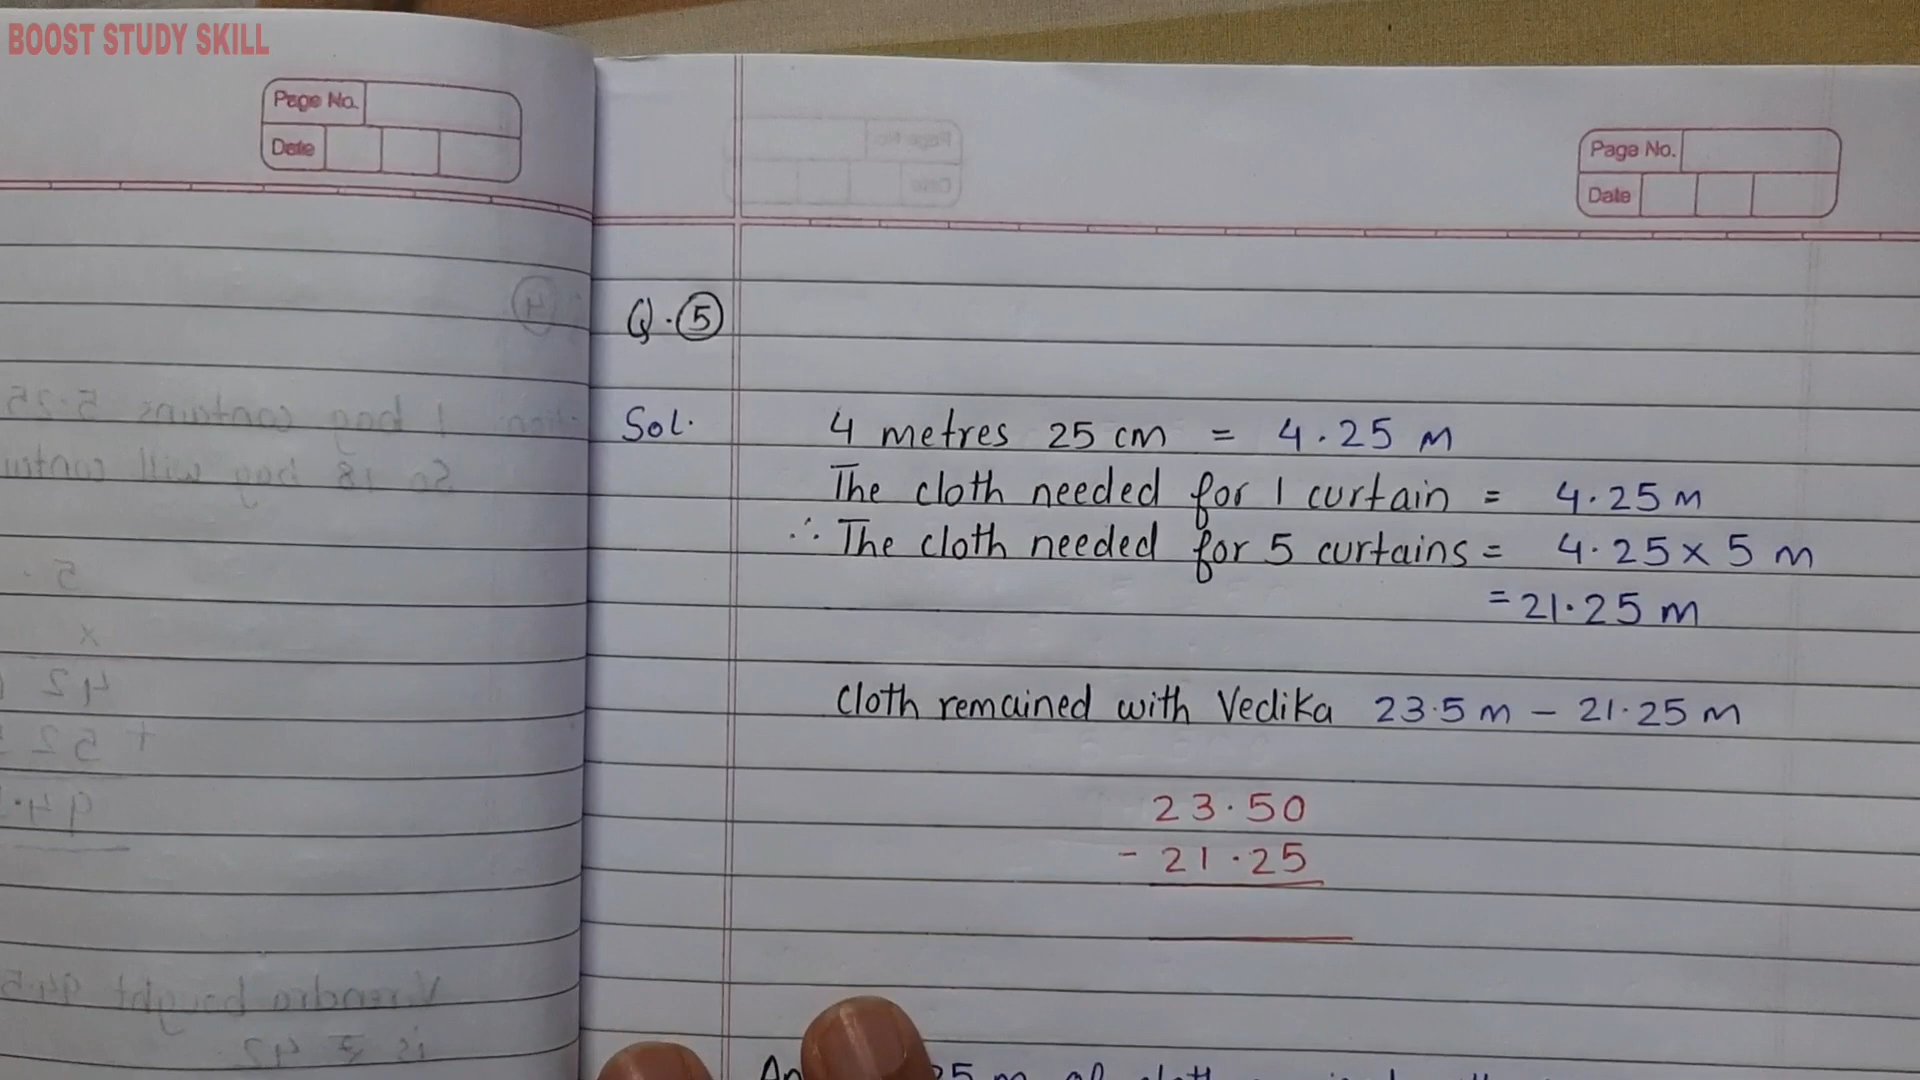 BOOST STUDY SKILL
Page No.
Date
Page No.
Date
Q. 5
Sol. 4 metres 25 cm = 4.25 m
The cloth needed for 1 curtain = 4.25 m
∴ The cloth needed for 5 curtains = 4.25 x 5 m
= 21.25 m
Cloth remained with Vedika 23.5 m - 21.25 m
23.50
- 21.25